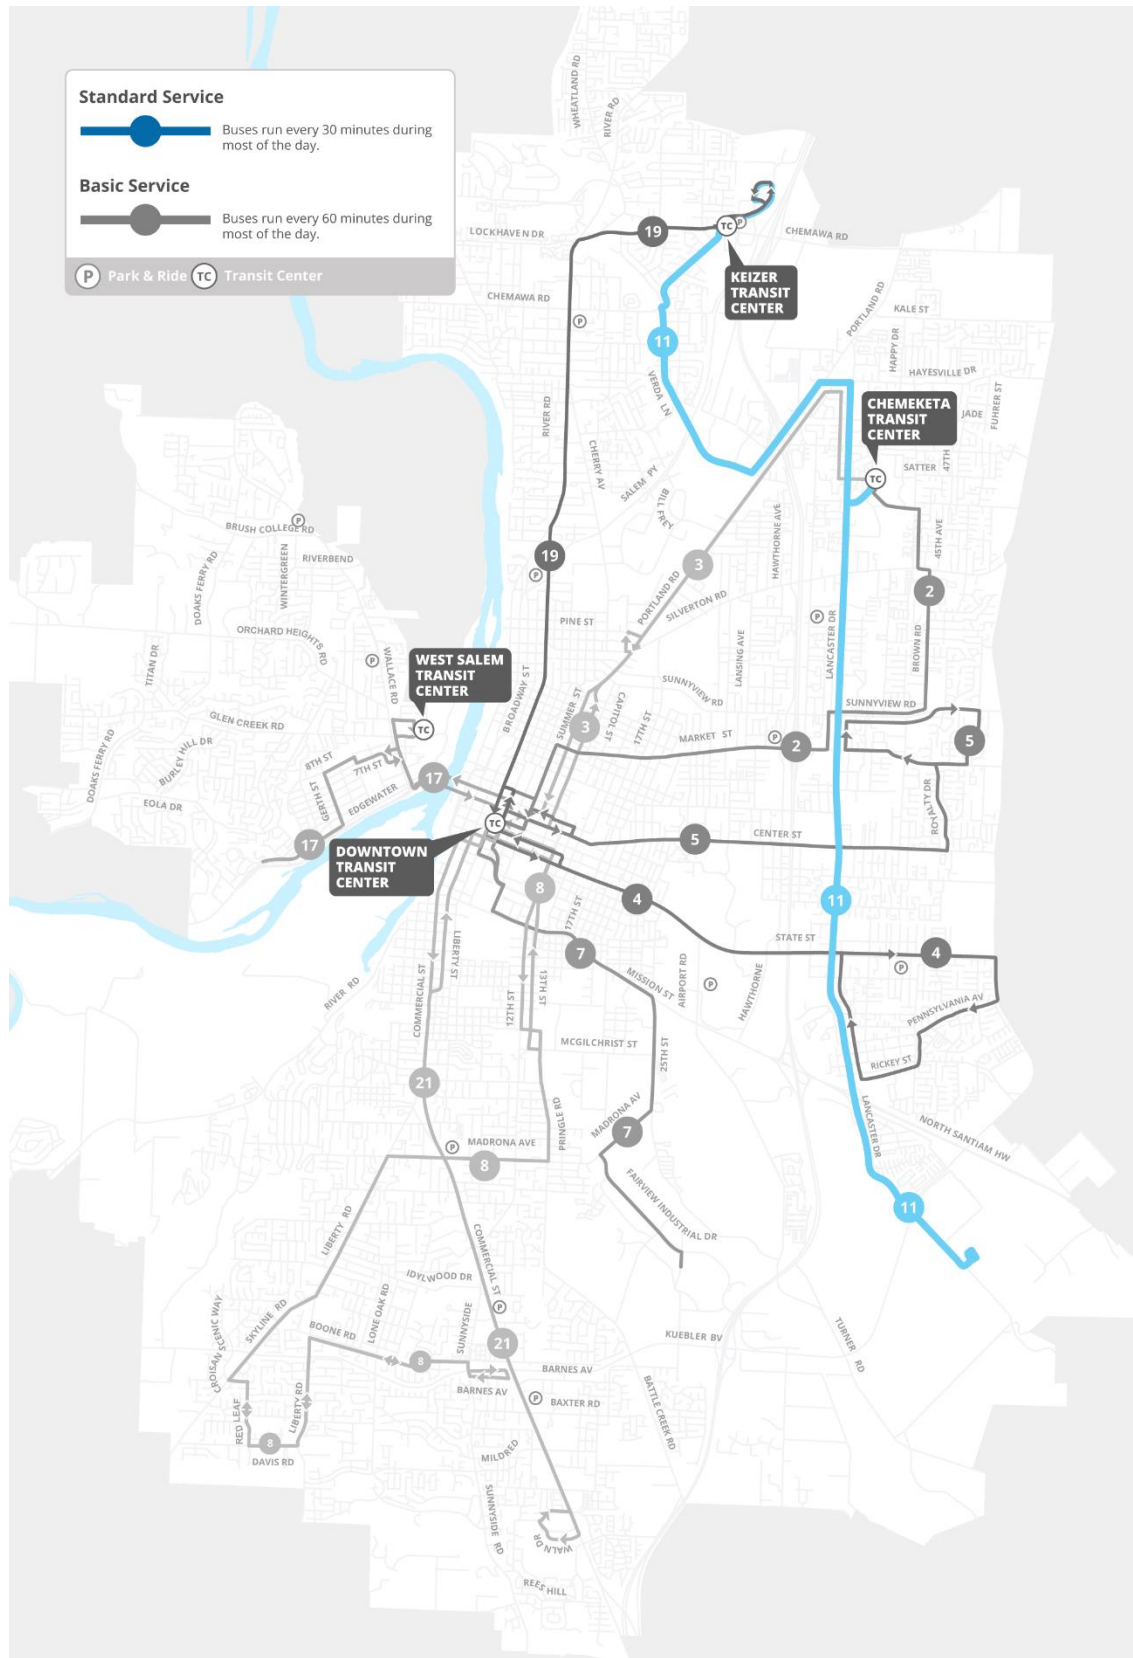 Standard Service
Buses run every 30 minutes during
most of the day.
Basic Service
Buses run every 60 minutes during
most of the day.
P Park & Ride TC Transit Center
WHEATLAND RD
RIVER RD
LOCKHAVEN DR
19
TC
P
CHEMAWA RD
KEIZER
TRANSIT
CENTER
CHEMAWA RD
P
PORTLAND RD
KALE ST
11
HAPPY DR
HAYESVILLE DR
VERDA LN
FUHRER ST
RIVER RD
CHEMEKETA
TRANSIT
CENTER
JADE
CHERRY AV
SALEM PY
SATTER
47TH
TC
BILL FREY
HAWTHORNE AVE
45TH AVE
P
BRUSH COLLEGE RD
RIVERBEND
WINTERGREEN
DOAKS FERRY RD
19
P
3
2
PORTLAND RD
SILVERTON RD
PINE ST
P
LANCASTER DR
BROWN RD
ORCHARD HEIGHTS RD
TITAN DR
P
WALLACE RD
WEST SALEM
TRANSIT
CENTER
TC
LANSING AVE
SUNNYVIEW RD
SUNNYVIEW RD
BROADWAY ST
SUMMER ST
CAPITOL ST
17TH ST
3
MARKET ST
P
2
5
GLEN CREEK RD
BURLEY HILL DR
DOAKS FERRY RD
8TH ST
7TH ST
17
GERTH ST
EDGEWATER
EOLA DR
17
TC
ROYALTY DR
CENTER ST
5
DOWNTOWN
TRANSIT
CENTER
8
4
11
17TH ST
STATE ST
LIBERTY ST
7
4
P
COMMERCIAL ST
RIVER RD
MISSION ST
AIRPORT RD
P
HAWTHORNE
12TH ST
13TH ST
PENNSYLVANIA AV
MCGILCHRIST ST
25TH ST
RICKEY ST
21
PRINGLE RD
MADRONA AV
LANCASTER DR
NORTH SANTIAM HW
P
MADRONA AVE
7
8
FAIRVIEW INDUSTRIAL DR
11
LIBERTY RD
COMMERCIAL ST
IDYLWOOD DR
LONE OAK RD
P
CROISAN SCENIC WAY
SKYLINE RD
BOONE RD
SUNNYSIDE
21
KUEBLER BV
TURNER RD
8
BARNES AV
BARNES AV
P
BAXTER RD
BATTLE CREEK RD
RED LEAF
LIBERTY RD
8
DAVIS RD
MILDRED
SUNNYSIDE RD
WALN DR
REES HILL